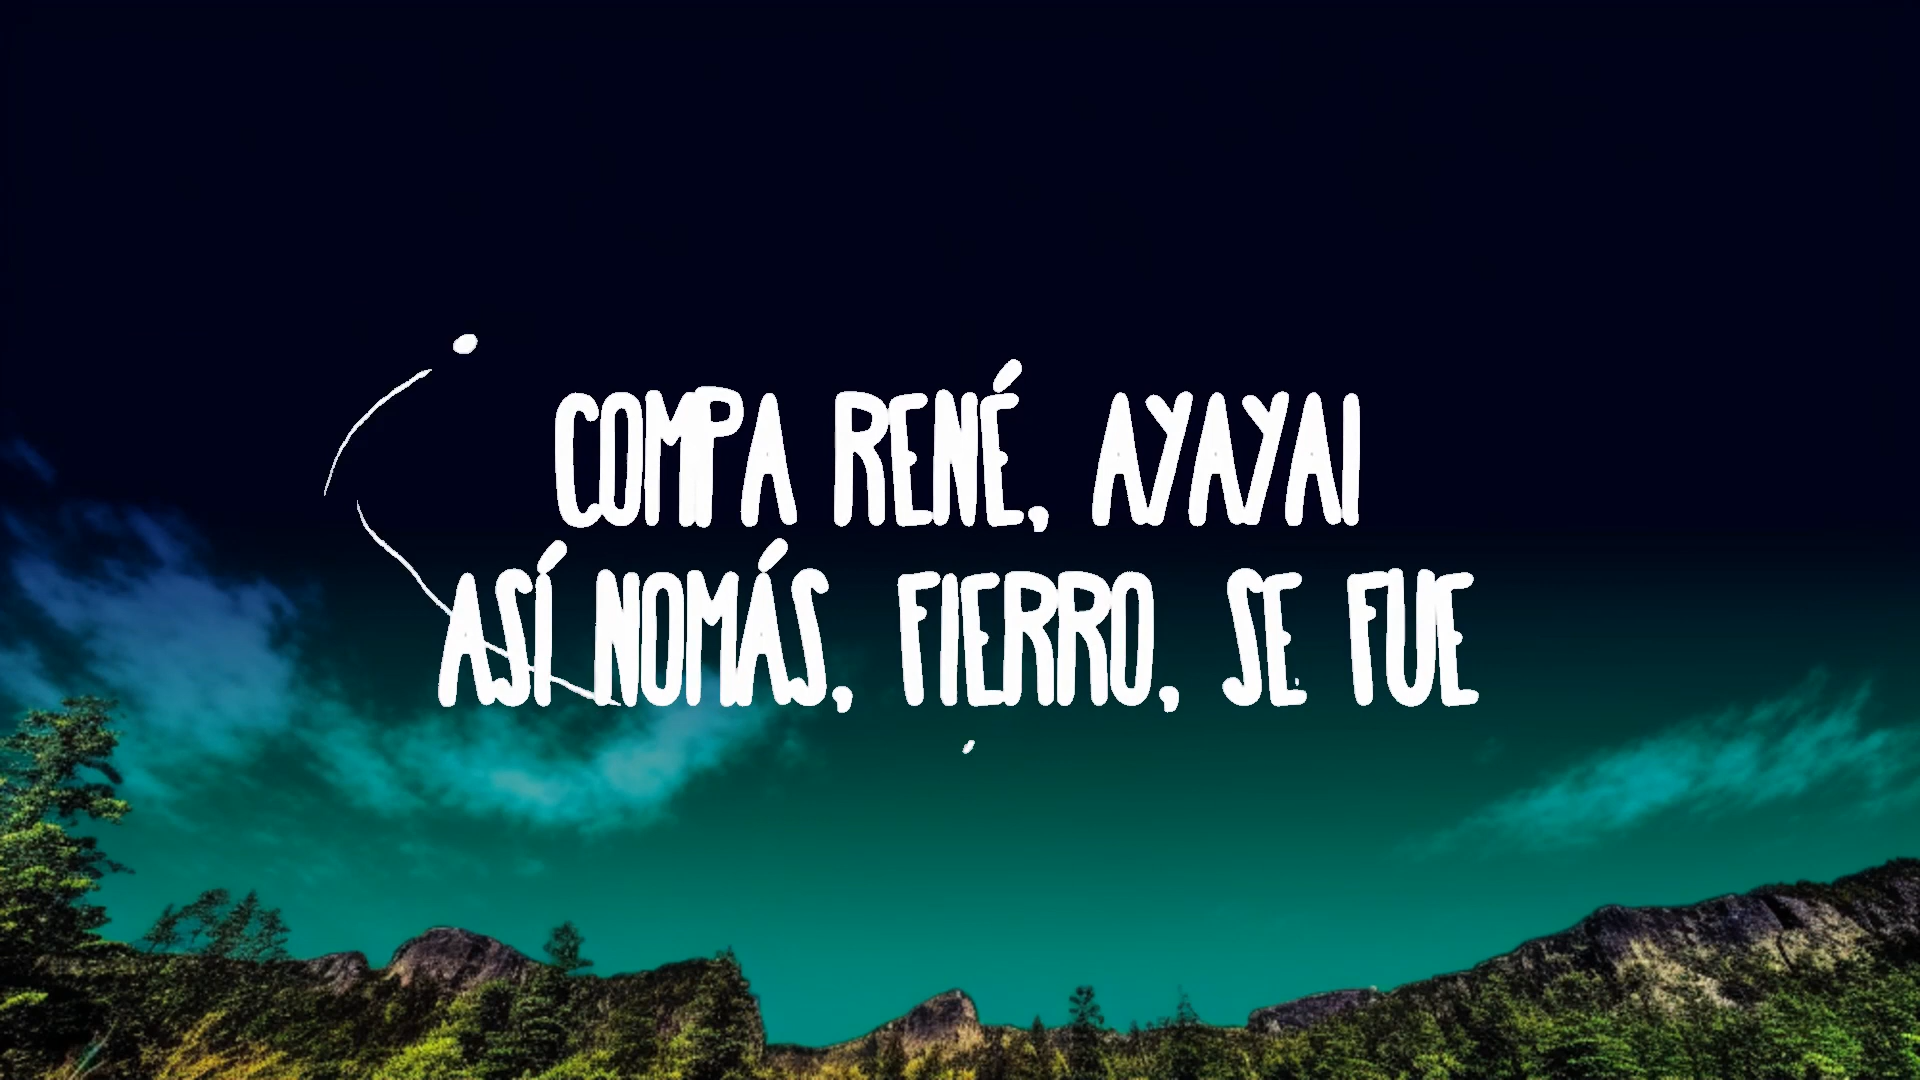 COMPA RENÉ, AYAYAI
ASÍ NOMÁS, FIERRO, SE FUE